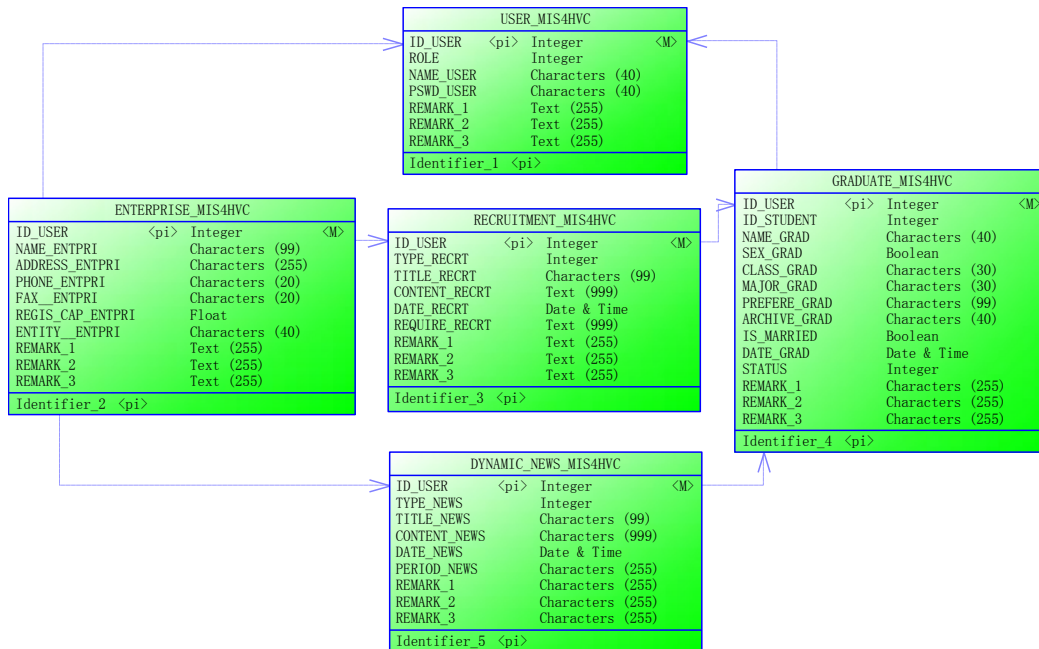 USER_MIS4HVC
ID_USER <pi> Integer <M>
ROLE Integer
NAME_USER Characters (40)
PSWD_USER Characters (40)
REMARK_1 Text (255)
REMARK_2 Text (255)
REMARK_3 Text (255)
Identifier_1 <pi>
ENTERPRISE_MIS4HVC
ID_USER <pi> Integer <M>
NAME_ENTPRI Characters (99)
ADDRESS_ENTPRI Characters (255)
PHONE_ENTPRI Characters (20)
FAX__ENTPRI Characters (20)
REGIS_CAP_ENTPRI Float
ENTITY__ENTPRI Characters (40)
REMARK_1 Text (255)
REMARK_2 Text (255)
REMARK_3 Text (255)
Identifier_2 <pi>
RECRUITMENT_MIS4HVC
ID_USER <pi> Integer <M>
TYPE_RECRT Integer
TITLE_RECRT Characters (99)
CONTENT_RECRT Text (999)
DATE_RECRT Date & Time
REQUIRE_RECRT Text (999)
REMARK_1 Text (255)
REMARK_2 Text (255)
REMARK_3 Text (255)
Identifier_3 <pi>
GRADUATE_MIS4HVC
ID_USER <pi> Integer <M>
ID_STUDENT Integer
NAME_GRAD Characters (40)
SEX_GRAD Boolean
CLASS_GRAD Characters (30)
MAJOR_GRAD Characters (30)
PREFERE_GRAD Characters (99)
ARCHIVE_GRAD Characters (40)
IS_MARRIED Boolean
DATE_GRAD Date & Time
STATUS Integer
REMARK_1 Characters (255)
REMARK_2 Characters (255)
REMARK_3 Characters (255)
Identifier_4 <pi>
DYNAMIC_NEWS_MIS4HVC
ID_USER <pi> Integer <M>
TYPE_NEWS Integer
TITLE_NEWS Characters (99)
CONTENT_NEWS Characters (999)
DATE_NEWS Date & Time
PERIOD_NEWS Characters (255)
REMARK_1 Characters (255)
REMARK_2 Characters (255)
REMARK_3 Characters (255)
Identifier_5 <pi>